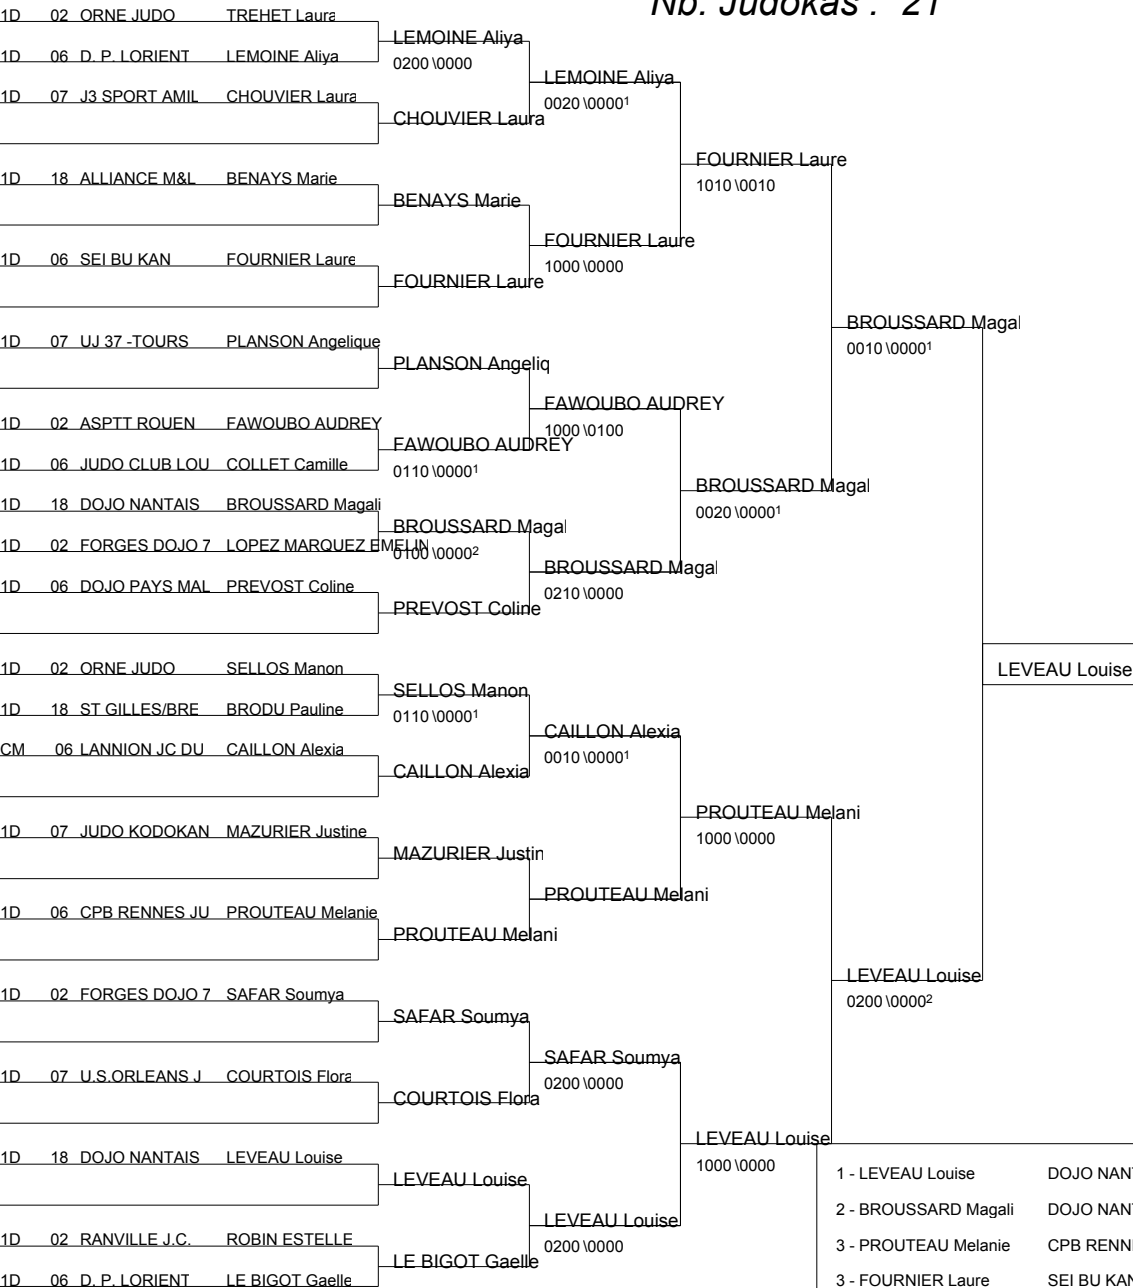 Nb. Judokas : 21
1D 02 ORNE JUDO TREHET Laura
1D 06 D. P. LORIENT LEMOINE Aliya
1D 07 J3 SPORT AMIL CHOUVIER Laura
1D 18 ALLIANCE M&L BENAYS Marie
1D 06 SEI BU KAN FOURNIER Laure
1D 07 UJ 37 -TOURS PLANSON Angelique
1D 02 ASPTT ROUEN FAWOUBO AUDREY
1D 06 JUDO CLUB LOU COLLET Camille
1D 18 DOJO NANTAIS BROUSSARD Magali
1D 02 FORGES DOJO 7 LOPEZ MARQUEZ EMELIN
1D 06 DOJO PAYS MAL PREVOST Coline
1D 02 ORNE JUDO SELLOS Manon
1D 18 ST GILLES/BRE BRODU Pauline
CM 06 LANNION JC DU CAILLON Alexia
1D 07 JUDO KODOKAN MAZURIER Justine
1D 06 CPB RENNES JU PROUTEAU Melanie
1D 02 FORGES DOJO 7 SAFAR Soumya
1D 07 U.S.ORLEANS J COURTOIS Flora
1D 18 DOJO NANTAIS LEVEAU Louise
1D 02 RANVILLE J.C. ROBIN ESTELLE
1D 06 D. P. LORIENT LE BIGOT Gaelle
LEMOINE Aliya
0200 \0000
CHOUVIER Laura
BENAYS Marie
FOURNIER Laure
PLANSON Angeliq
FAWOUBO AUDREY
0110 \0000¹
BROUSSARD Magal
0100 \0000²
PREVOST Coline
SELLOS Manon
0110 \0000¹
CAILLON Alexia
MAZURIER Justin
PROUTEAU Melani
SAFAR Soumya
COURTOIS Flora
LEVEAU Louise
LE BIGOT Gaelle
LEMOINE Aliya
0020 \0000¹
FOURNIER Laure
1000 \0000
FAWOUBO AUDREY
1000 \0100
BROUSSARD Magal
0210 \0000
CAILLON Alexia
0010 \0000¹
PROUTEAU Melani
SAFAR Soumya
0200 \0000
LEVEAU Louise
0200 \0000
FOURNIER Laure
1010 \0010
BROUSSARD Magal
0020 \0000¹
PROUTEAU Melani
1000 \0000
LEVEAU Louise
1000 \0000
BROUSSARD Magal
0010 \0000¹
LEVEAU Louise
0200 \0000²
LEVEAU Louise
1 - LEVEAU Louise DOJO NAN
2 - BROUSSARD Magali DOJO NAN
3 - PROUTEAU Melanie CPB RENN
3 - FOURNIER Laure SEI BU KAN